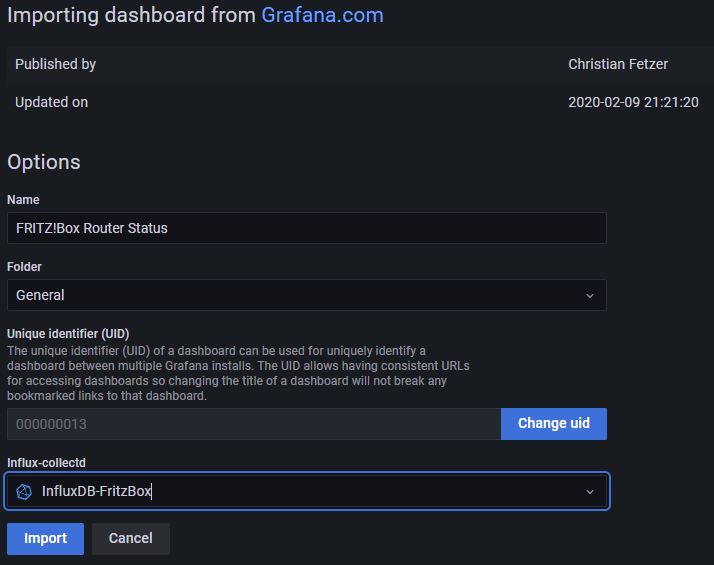 Importing dashboard from Grafana.com
Published by Christian Fetzer
Updated on 2020-02-09 21:21:20
Options
Name
FRITZ!Box Router Status
Folder
General
Unique identifier (UID)
The unique identifier (UID) of a dashboard can be used for uniquely identify a
dashboard between multiple Grafana installs. The UID allows having consistent URLs
for accessing dashboards so changing the title of a dashboard will not break any
bookmarked links to that dashboard.
000000013 Change uid
Influx-collectd
InfluxDB-FritzBox
Import Cancel